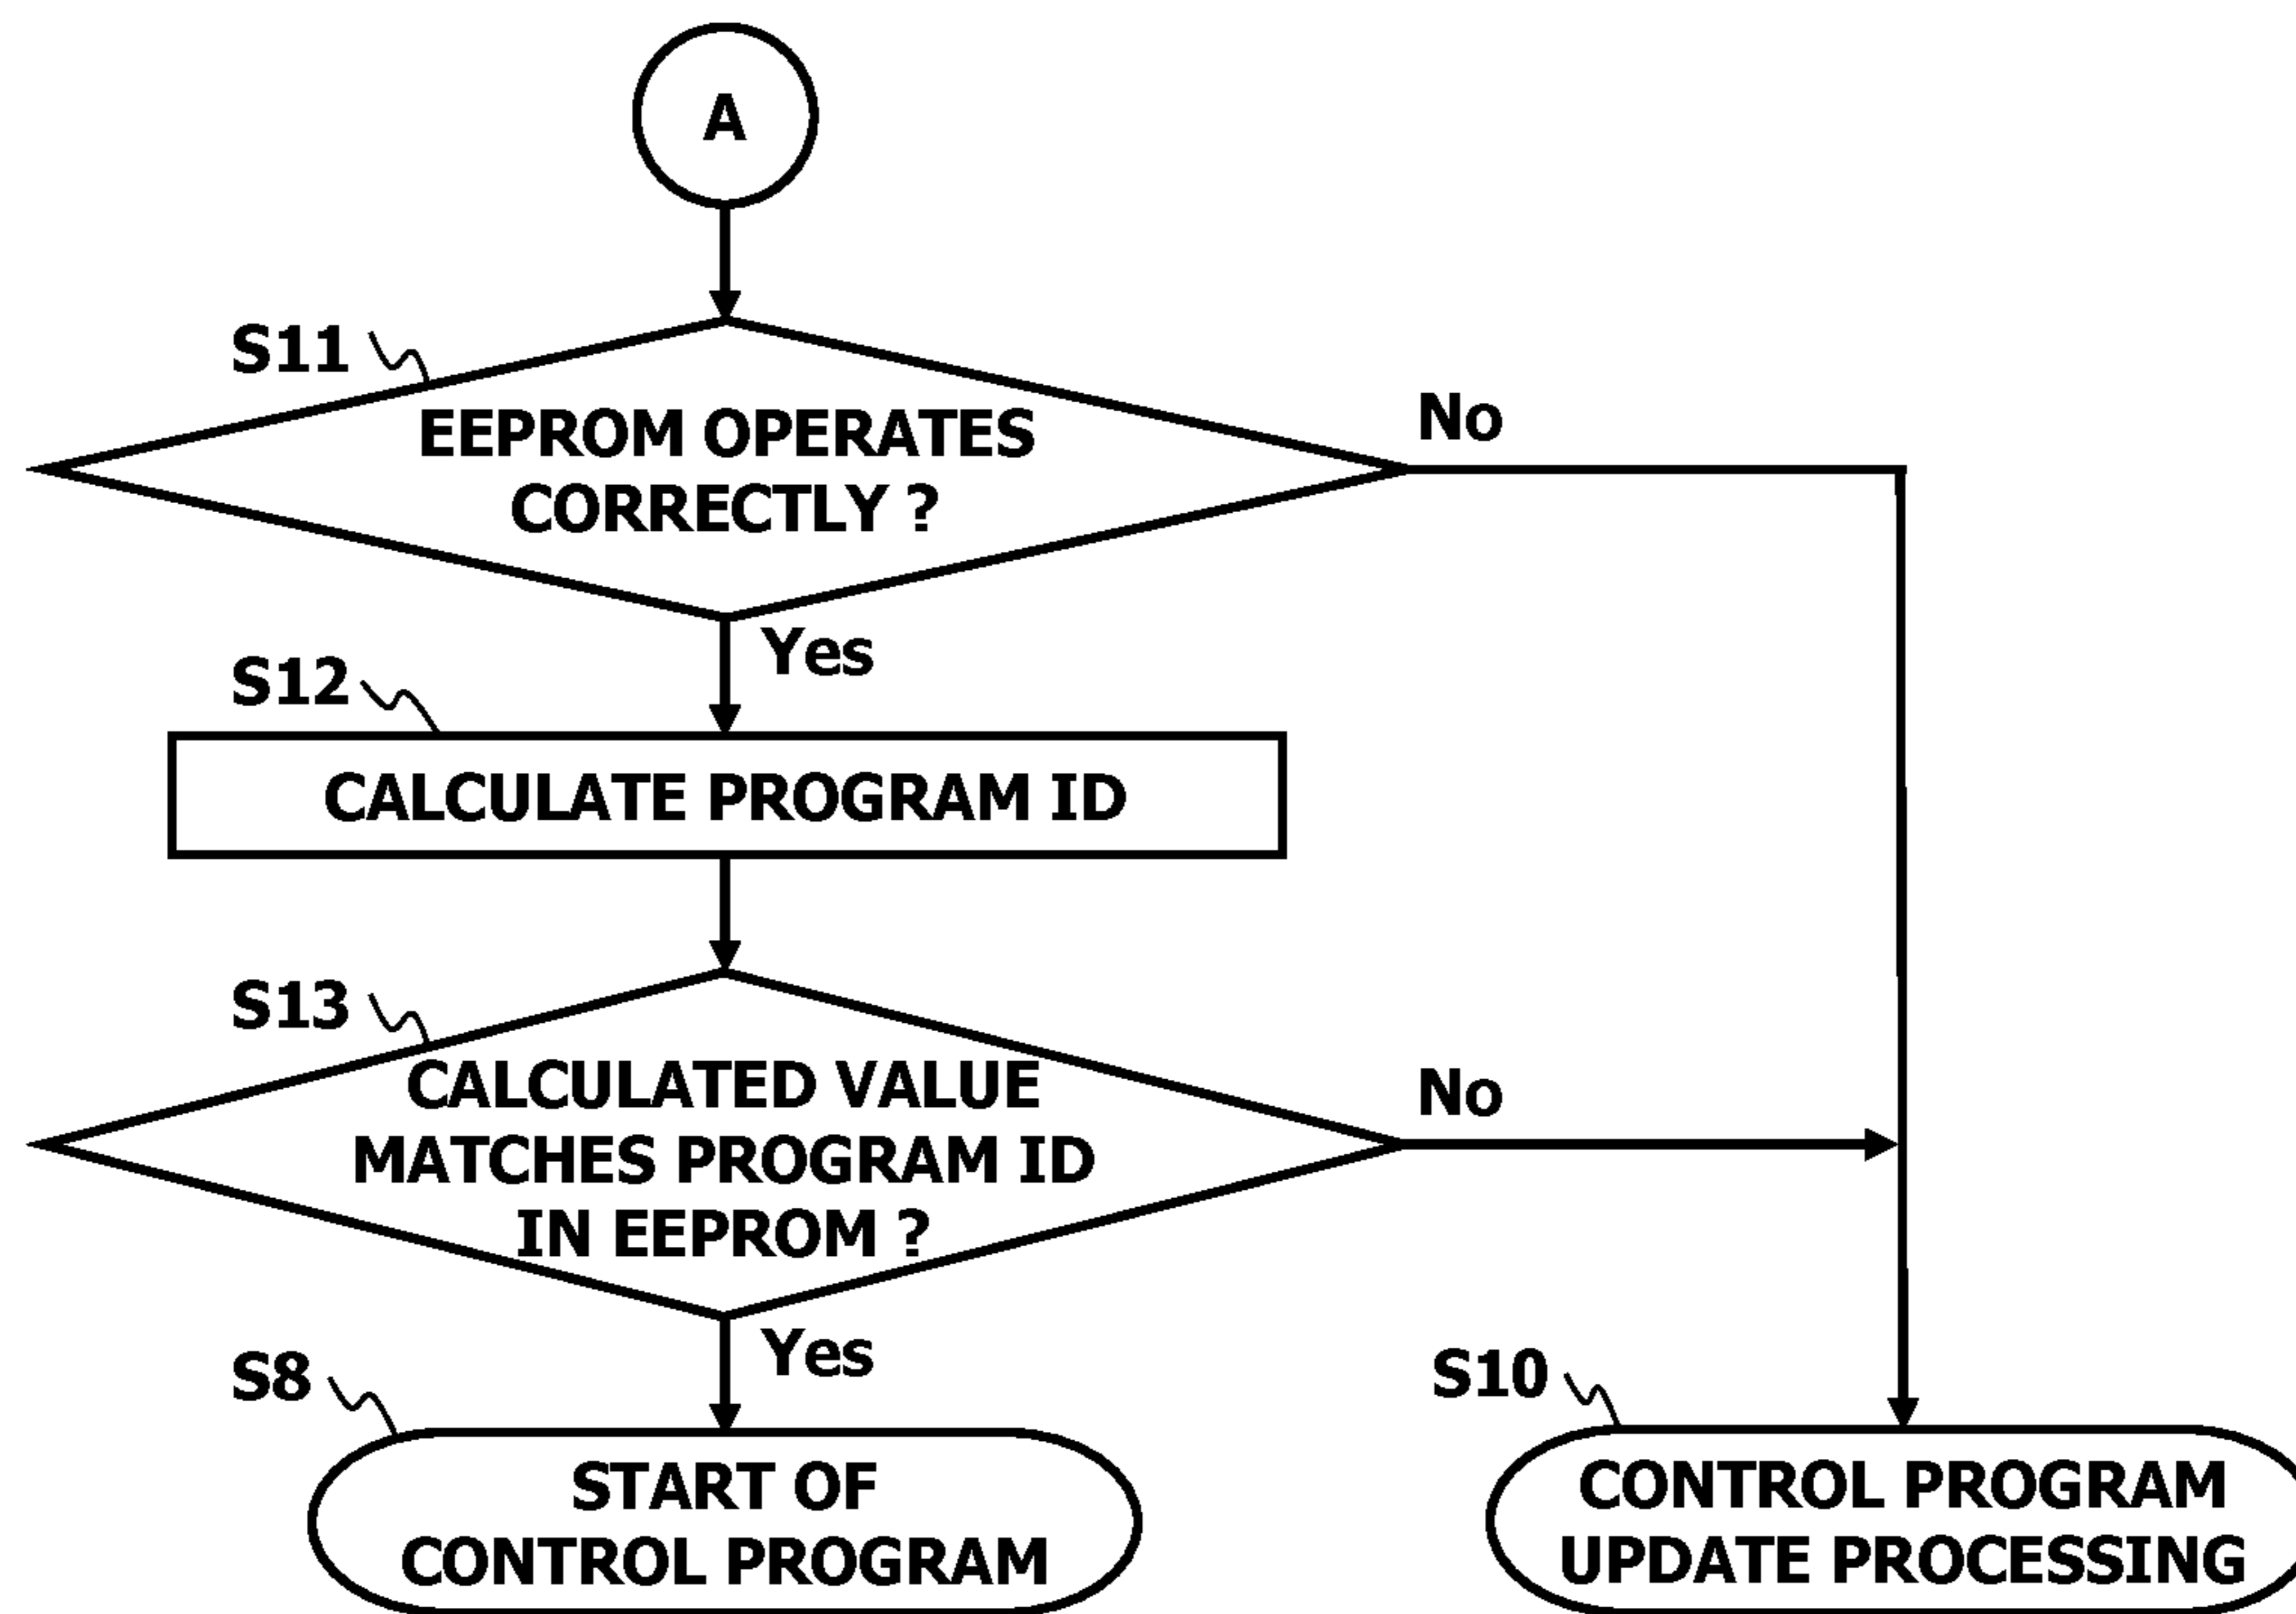 A
S11
EEPROM OPERATES
CORRECTLY ?
No
Yes
S12
CALCULATE PROGRAM ID
S13
CALCULATED VALUE
MATCHES PROGRAM ID
IN EEPROM ?
No
Yes
S8
START OF
CONTROL PROGRAM
S10
CONTROL PROGRAM
UPDATE PROCESSING